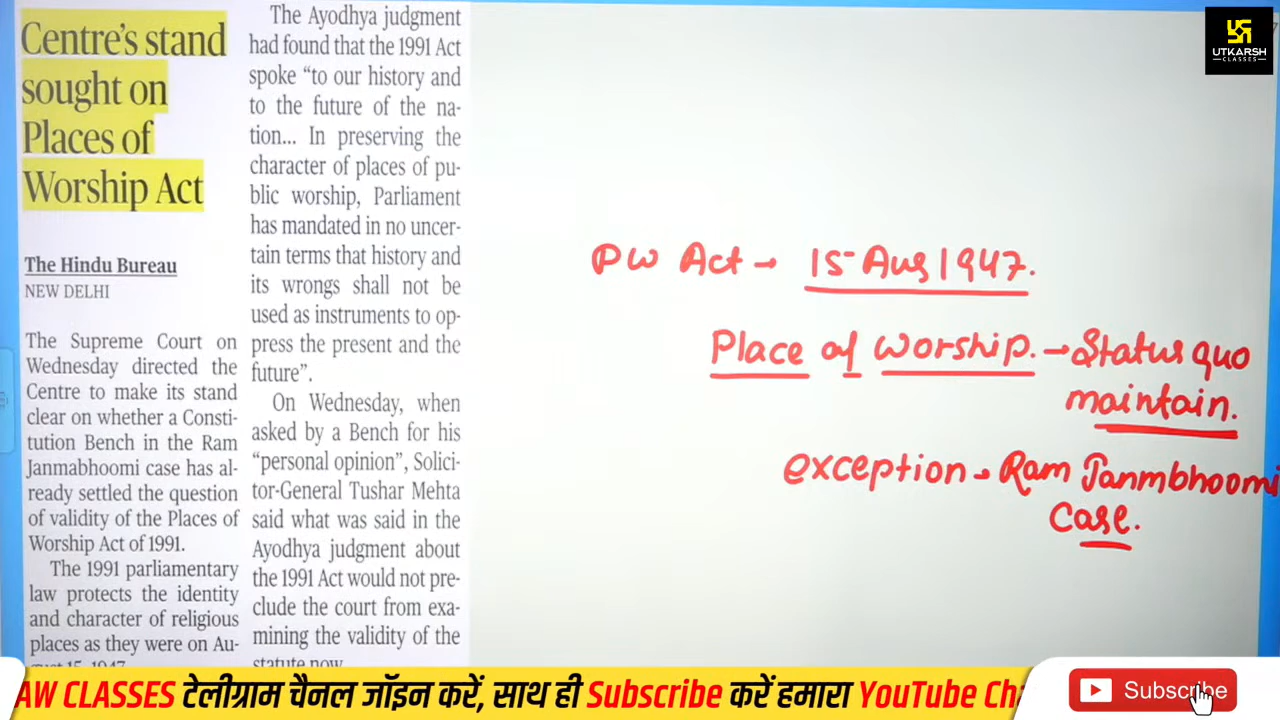 Centre's stand
sought on
Places of
Worship Act
The Hindu Bureau
NEW DELHI
The Supreme Court on
Wednesday directed the
Centre to make its stand
clear on whether a Consti-
tution Bench in the Ram
Janmabhoomi case has al-
ready settled the question
of validity of the Places of
Worship Act of 1991.
The 1991 parliamentary
law protects the identity
and character of religious
places as they were on Au-
gust 15, 1947.
The Ayodhya judgment
had found that the 1991 Act
spoke “to our history and
to the future of the na-
tion... In preserving the
character of places of pu-
blic worship, Parliament
has mandated in no uncer-
tain terms that history and
its wrongs shall not be
used as instruments to op-
press the present and the
future”.
On Wednesday, when
asked by a Bench for his
“personal opinion”, Solici-
tor-General Tushar Mehta
said what was said in the
Ayodhya judgment about
the 1991 Act would not pre-
clude the court from exa-
mining the validity of the
statute now
PW Act → 15 Aug 1947.
Place of worship. → Status quo
maintain.
exception → Ram Janmbhoomi
Case.
UTKARSH
CLASSES
AW CLASSES टेलीग्राम चैनल जॉइन करें, साथ ही Subscribe करें हमारा YouTube Cha
Subscribe